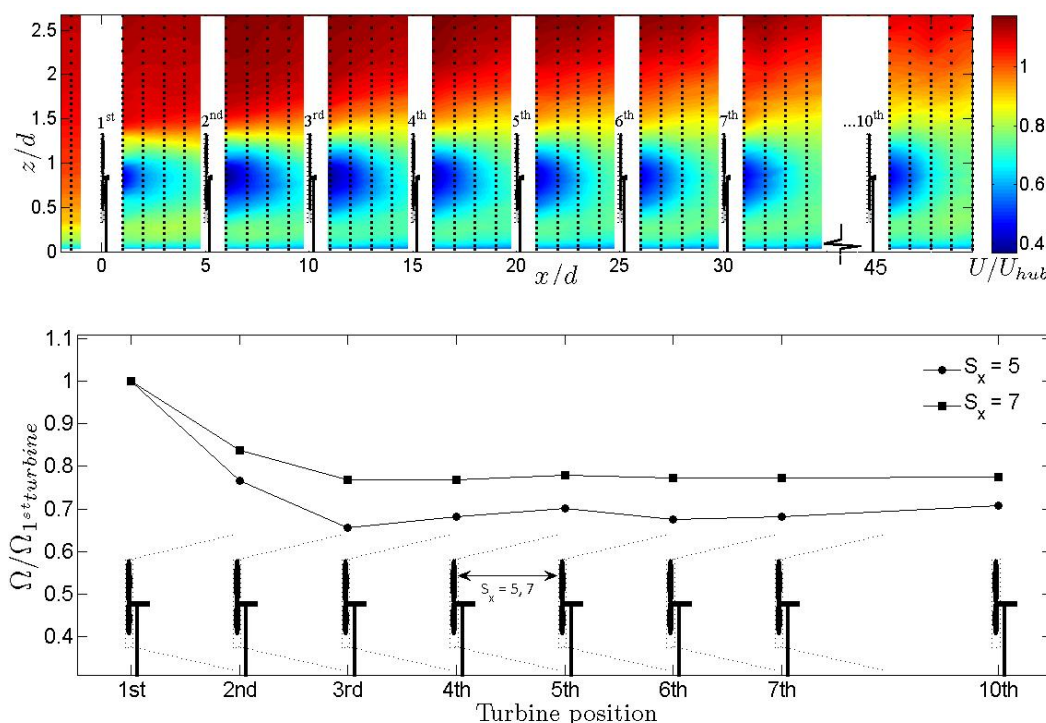 2.5
2
1.5
1
0.5
0
z/d
1st
2nd
3rd
4th
5th
6th
7th
...10th
0
5
10
15
20
25
30
45
x/d
1
0.8
0.6
0.4
U/U_hub
1.1
1
0.9
0.8
0.7
0.6
0.5
0.4
Ω/Ω_1st turbine
S_x = 5
S_x = 7
S_x = 5, 7
1st
2nd
3rd
4th
5th
6th
7th
10th
Turbine position